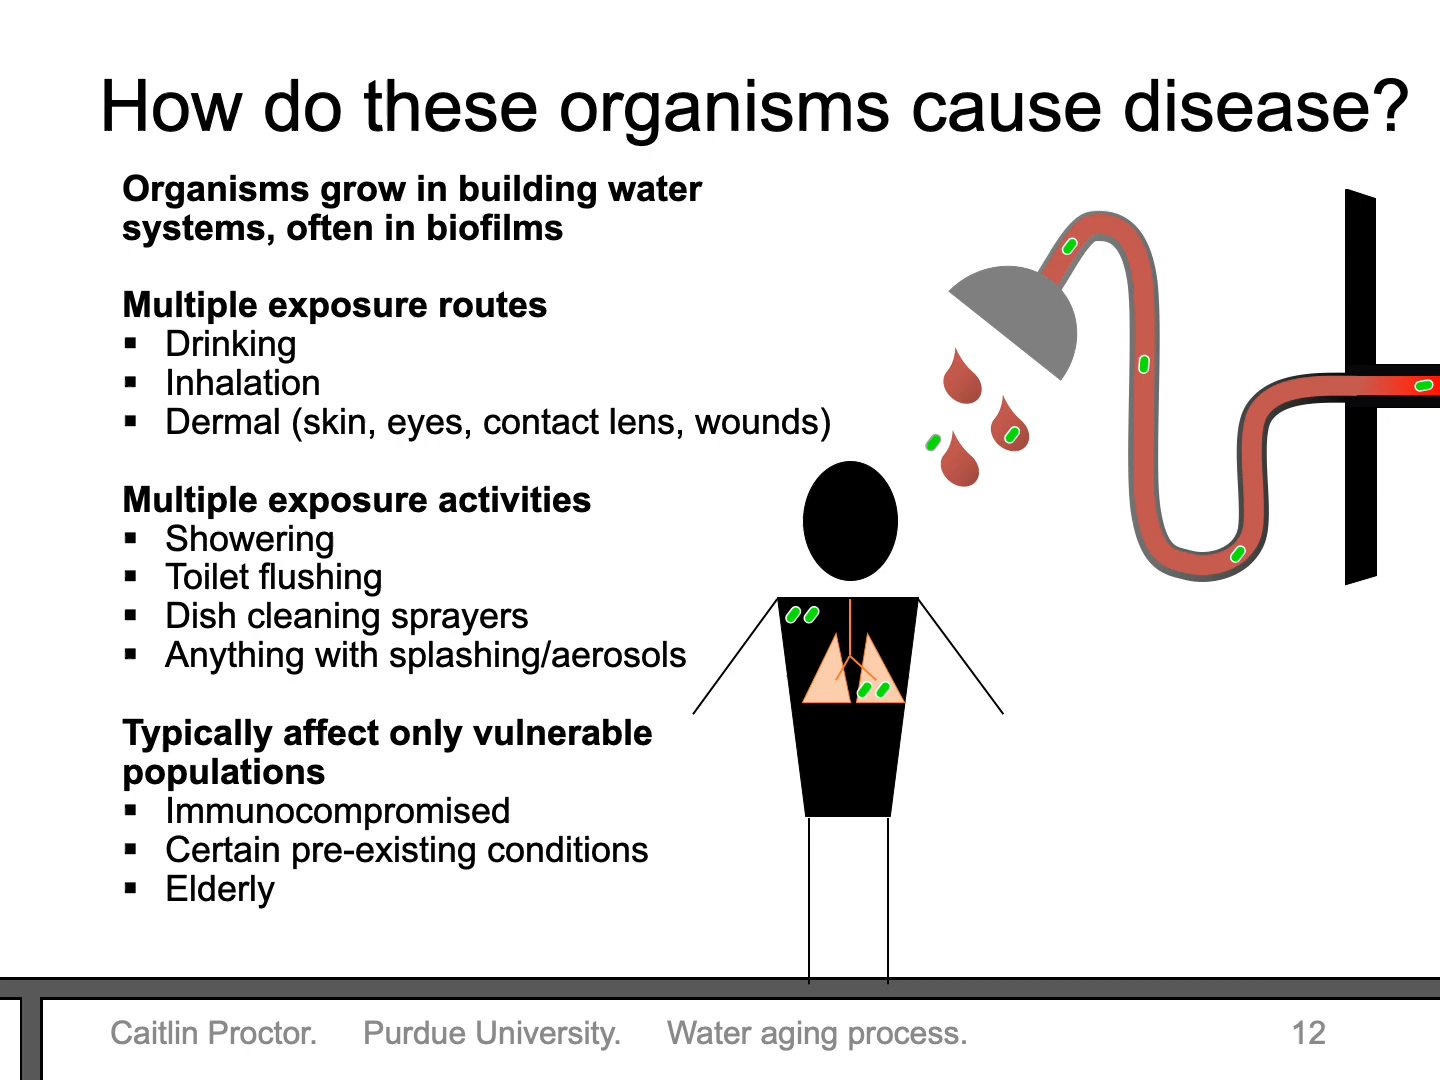 How do these organisms cause disease?
Organisms grow in building water
systems, often in biofilms
Multiple exposure routes
▪ Drinking
▪ Inhalation
▪ Dermal (skin, eyes, contact lens, wounds)
Multiple exposure activities
▪ Showering
▪ Toilet flushing
▪ Dish cleaning sprayers
▪ Anything with splashing/aerosols
Typically affect only vulnerable
populations
▪ Immunocompromised
▪ Certain pre-existing conditions
▪ Elderly
Caitlin Proctor. Purdue University. Water aging process. 12